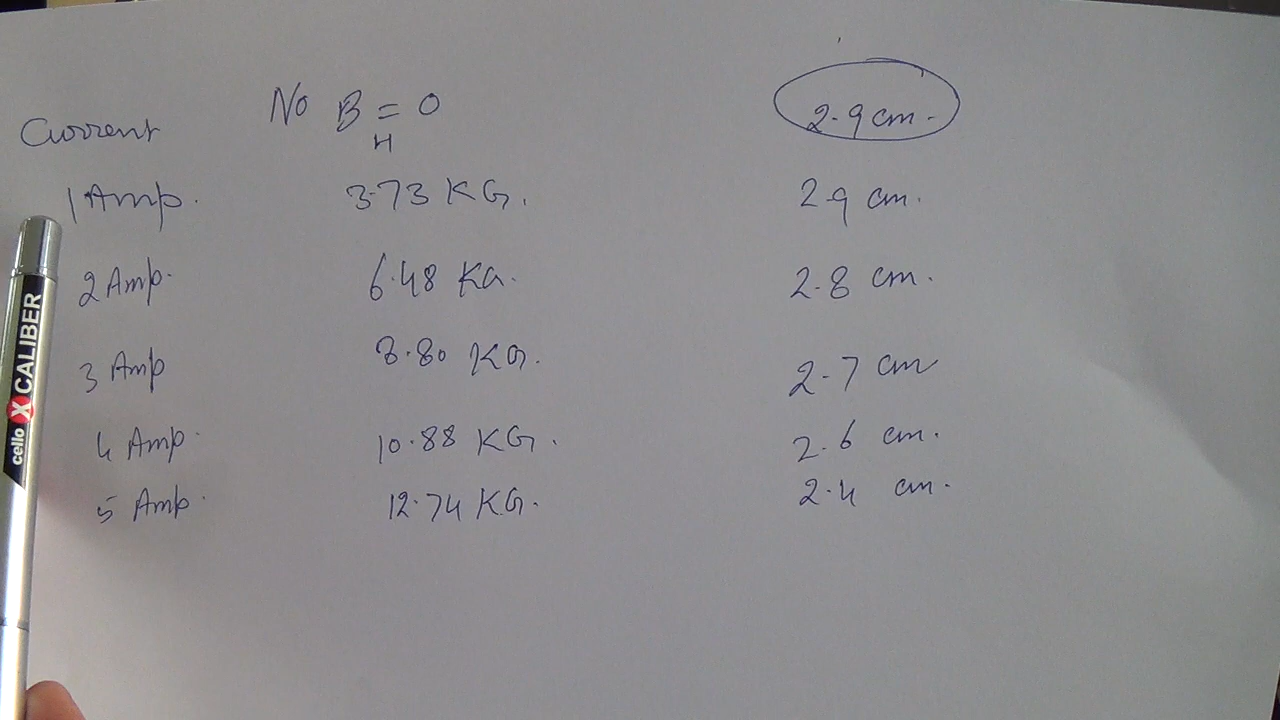 No B = 0 2.9 cm.
H
Current
1 Amp. 3.73 KG. 2.9 cm.
2 Amp. 6.48 KG. 2.8 cm.
3 Amp 8.80 KG. 2.7 cm
4 Amp. 10.88 KG. 2.6 cm.
5 Amp. 12.74 KG. 2.4 cm.
cello X CALIBER